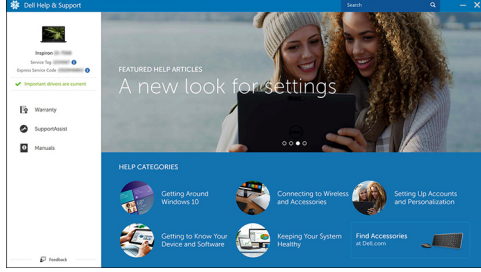 Dell Help & Support
Search
Inspiron
Service Tag
Express Service Code
Important drivers are current
Warranty
SupportAssist
Manuals
Feedback
FEATURED HELP ARTICLES
A new look for settings
HELP CATEGORIES
Getting Around
Windows 10
Connecting to Wireless
and Accessories
Setting Up Accounts
and Personalization
Getting to Know Your
Device and Software
Keeping Your System
Healthy
Find Accessories
at Dell.com